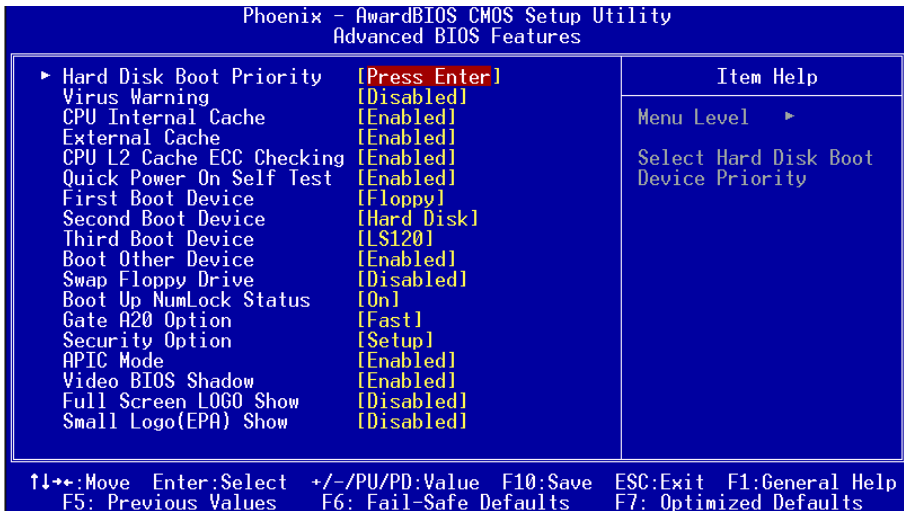 Phoenix - AwardBIOS CMOS Setup Utility
Advanced BIOS Features
► Hard Disk Boot Priority [Press Enter]
Virus Warning [Disabled]
CPU Internal Cache [Enabled]
External Cache [Enabled]
CPU L2 Cache ECC Checking [Enabled]
Quick Power On Self Test [Enabled]
First Boot Device [Floppy]
Second Boot Device [Hard Disk]
Third Boot Device [LS120]
Boot Other Device [Enabled]
Swap Floppy Drive [Disabled]
Boot Up NumLock Status [On]
Gate A20 Option [Fast]
Security Option [Setup]
APIC Mode [Enabled]
Video BIOS Shadow [Enabled]
Full Screen LOGO Show [Disabled]
Small Logo(EPA) Show [Disabled]
Item Help
Menu Level ►
Select Hard Disk Boot
Device Priority
↑↓→←:Move Enter:Select +/-/PU/PD:Value F10:Save ESC:Exit F1:General Help
F5: Previous Values F6: Fail-Safe Defaults F7: Optimized Defaults